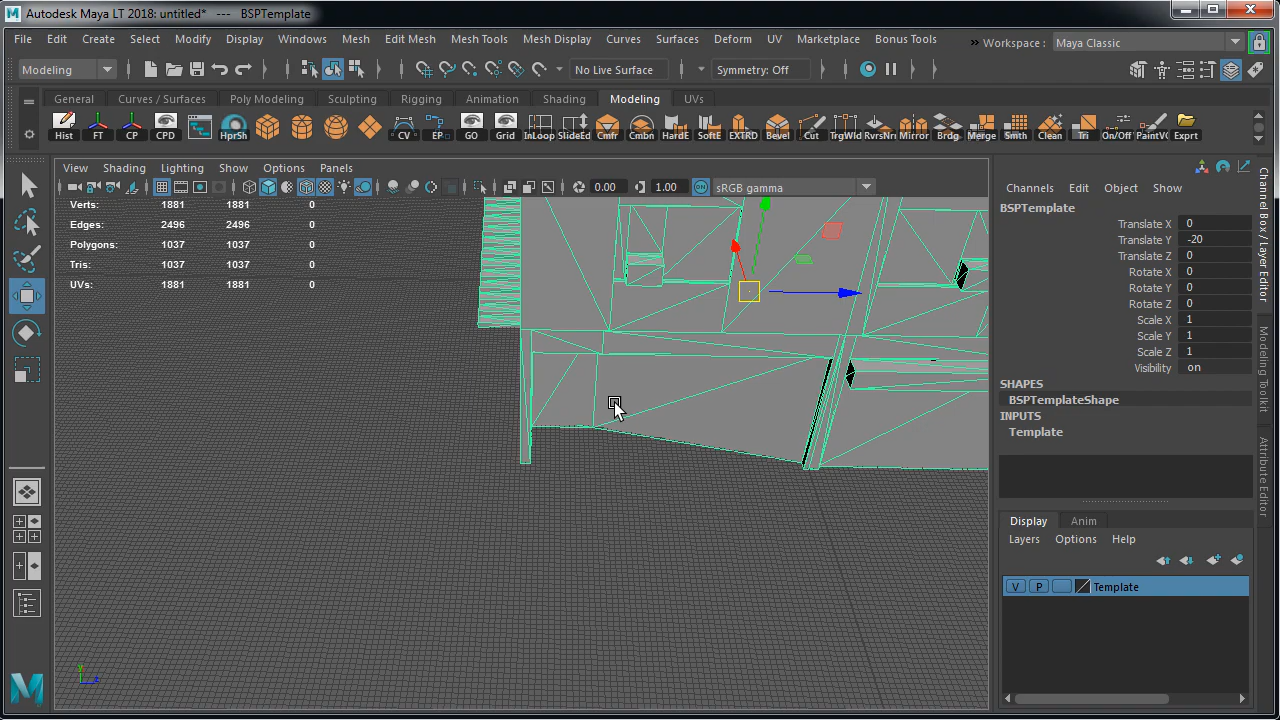 Autodesk Maya LT 2018: untitled* --- BSPTemplate
File Edit Create Select Modify Display Windows Mesh Edit Mesh Mesh Tools Mesh Display Curves Surfaces Deform UV Marketplace Bonus Tools » Workspace : Maya Classic
Modeling No Live Surface Symmetry: Off
General Curves / Surfaces Poly Modeling Sculpting Rigging Animation Shading Modeling UVs
Hist FT CP CPD HprSh CV EP GO Grid InLoop SlideEd Cmfr Cmbn HardE Soft EXTRD Bevel Cut TrgWld RvrsNr Mirror Brdg Merge Smth Clean Tri On/Off PaintVC Exprt
View Shading Lighting Show Options Panels
0.00 1.00 ON sRGB gamma
Verts: 1881 1881 0
Edges: 2496 2496 0
Polygons: 1037 1037 0
Tris: 1037 1037 0
UVs: 1881 1881 0
y
z
Channels Edit Object Show
BSPTemplate
Translate X 0
Translate Y -20
Translate Z 0
Rotate X 0
Rotate Y 0
Rotate Z 0
Scale X 1
Scale Y 1
Scale Z 1
Visibility on
SHAPES
BSPTemplateShape
INPUTS
Template
Display Anim
Layers Options Help
V P Template
Channel Box / Layer Editor
Modeling Toolkit
Attribute Editor